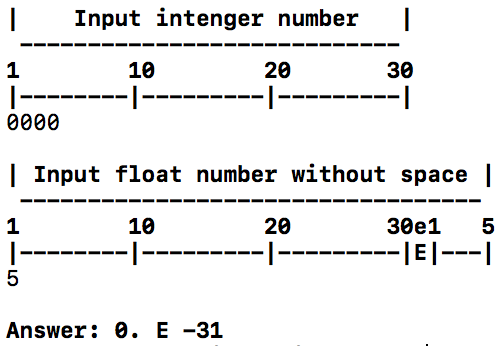 |    Input intenger number   |
 ----------------------------
1        10        20       30
|--------|---------|---------|
0000
| Input float number without space |
 ----------------------------------
1        10        20       30e1   5
|--------|---------|---------|E|---|
5
Answer: 0. E -31